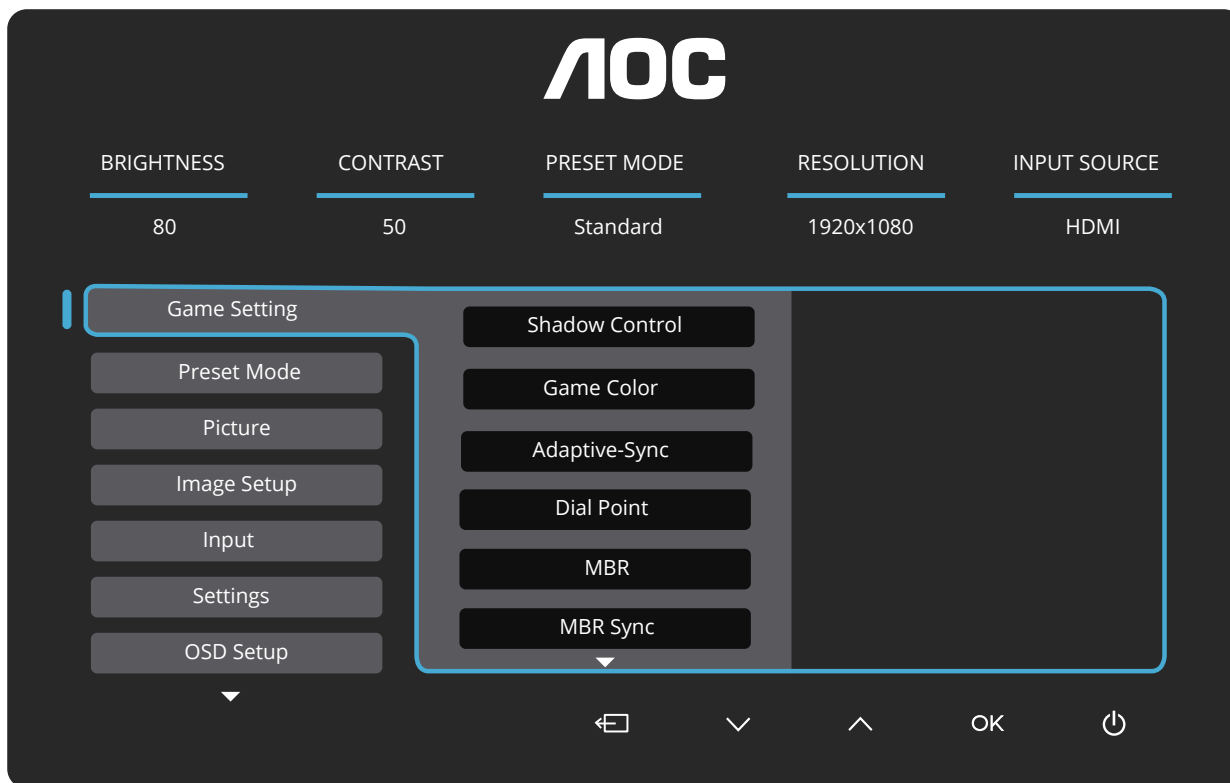 AOC
BRIGHTNESS CONTRAST PRESET MODE RESOLUTION INPUT SOURCE
80 50 Standard 1920x1080 HDMI
Game Setting
Preset Mode
Picture
Image Setup
Input
Settings
OSD Setup
Shadow Control
Game Color
Adaptive-Sync
Dial Point
MBR
MBR Sync
OK